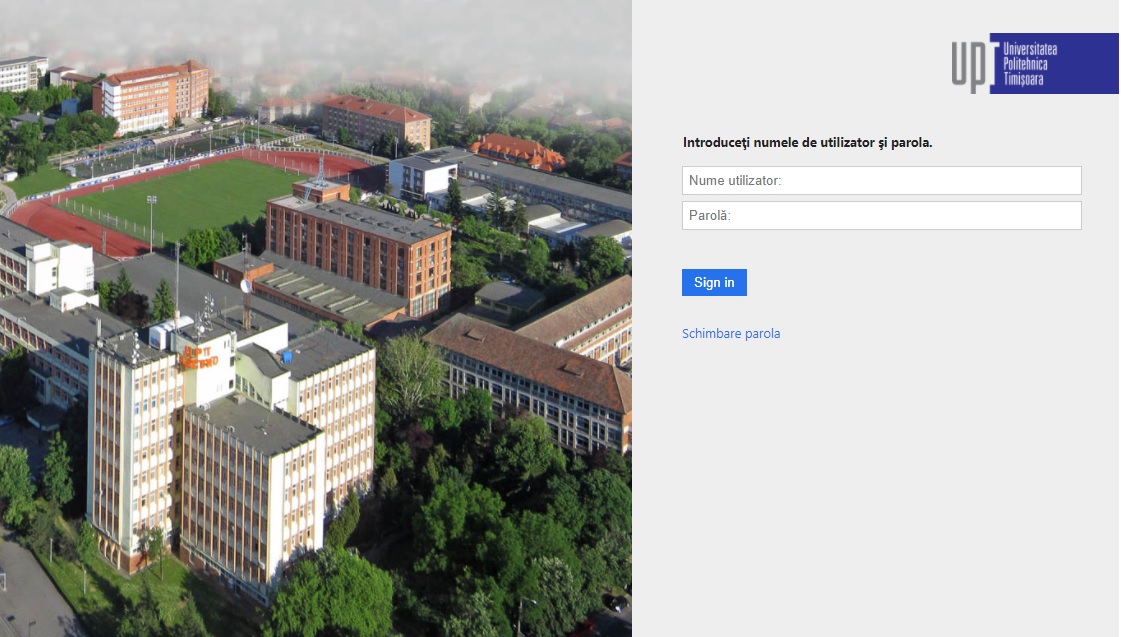 UPT
Universitatea
Politehnica
Timişoara
Introduceţi numele de utilizator şi parola.
Nume utilizator:
Parolă:
Sign in
Schimbare parola